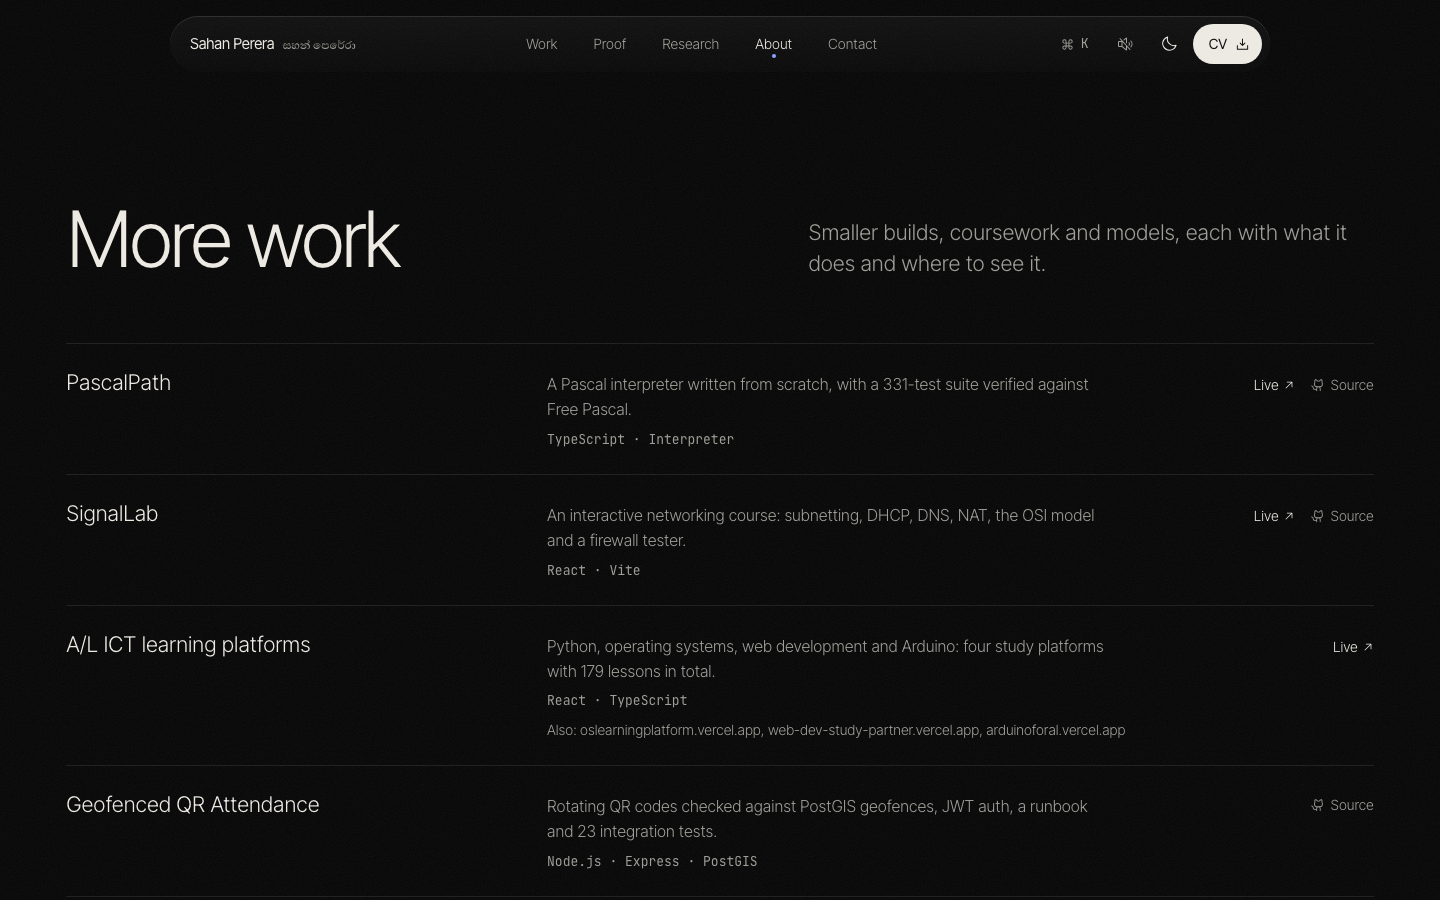 Sahan Perera සහන් පෙරේරා Work Proof Research About Contact ⌘ K CV
More work
Smaller builds, coursework and models, each with what it
does and where to see it.
PascalPath
A Pascal interpreter written from scratch, with a 331-test suite verified against
Free Pascal.
TypeScript · Interpreter
Live ↗ Source
SignalLab
An interactive networking course: subnetting, DHCP, DNS, NAT, the OSI model
and a firewall tester.
React · Vite
Live ↗ Source
A/L ICT learning platforms
Python, operating systems, web development and Arduino: four study platforms
with 179 lessons in total.
React · TypeScript
Also: oslearningplatform.vercel.app, web-dev-study-partner.vercel.app, arduinoforal.vercel.app
Live ↗
Geofenced QR Attendance
Rotating QR codes checked against PostGIS geofences, JWT auth, a runbook
and 23 integration tests.
Node.js · Express · PostGIS
Source